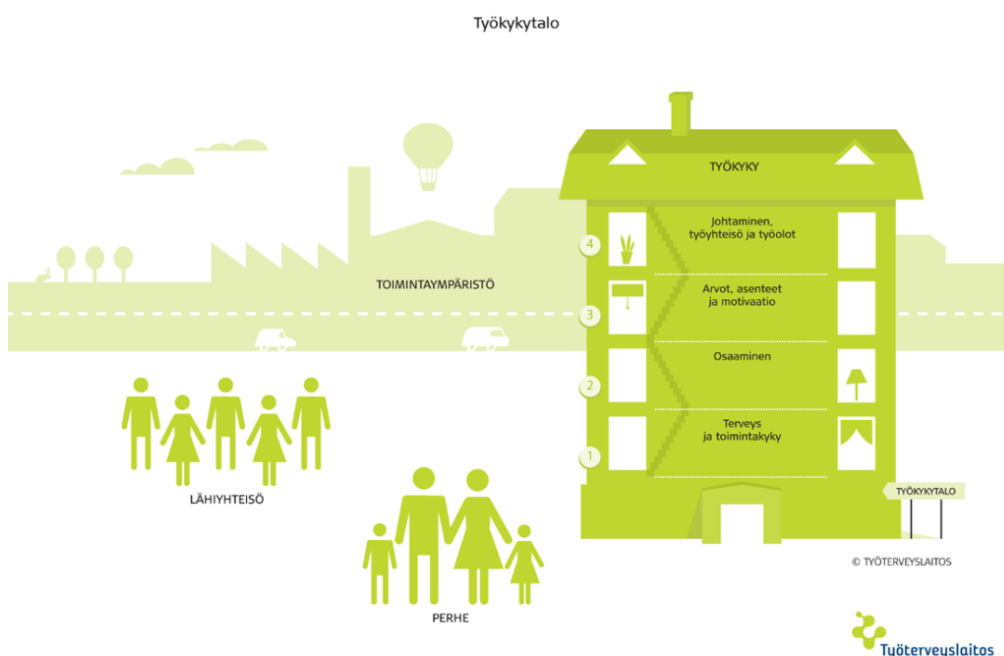 Työkykytalo
TYÖKYKY
4
Johtaminen,
työyhteisö ja työolot
TOIMINTAYMPÄRISTÖ
3
Arvot, asenteet
ja motivaatio
2
Osaaminen
1
Terveys
ja toimintakyky
LÄHIYHTEISÖ
TYÖKYKYTALO
PERHE
© TYÖTERVEYSLAITOS
Työterveyslaitos